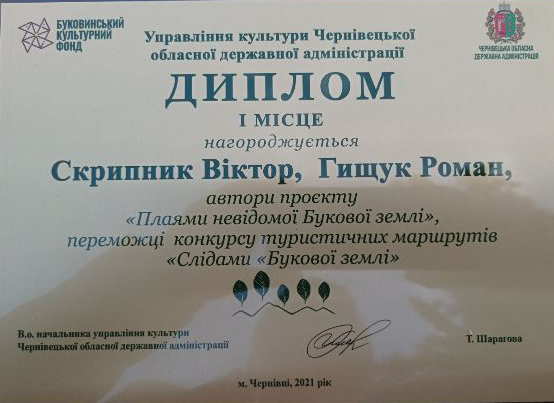 БУКОВИНСЬКИЙ
КУЛЬТУРНИЙ
ФОНД
Управління культури Чернівецької
обласної державної адміністрації
ЧЕРНІВЕЦЬКА ОБЛАСНА
ДЕРЖАВНА АДМІНІСТРАЦІЯ
ДИПЛОМ
І МІСЦЕ
нагороджується
Скрипник Віктор, Гищук Роман,
автори проєкту
«Плаями невідомої Букової землі»,
переможці конкурсу туристичних маршрутів
«Слідами «Букової землі»
В.о. начальника управління культури
Чернівецької обласної державної адміністрації
Т. Шарагова
м. Чернівці, 2021 рік